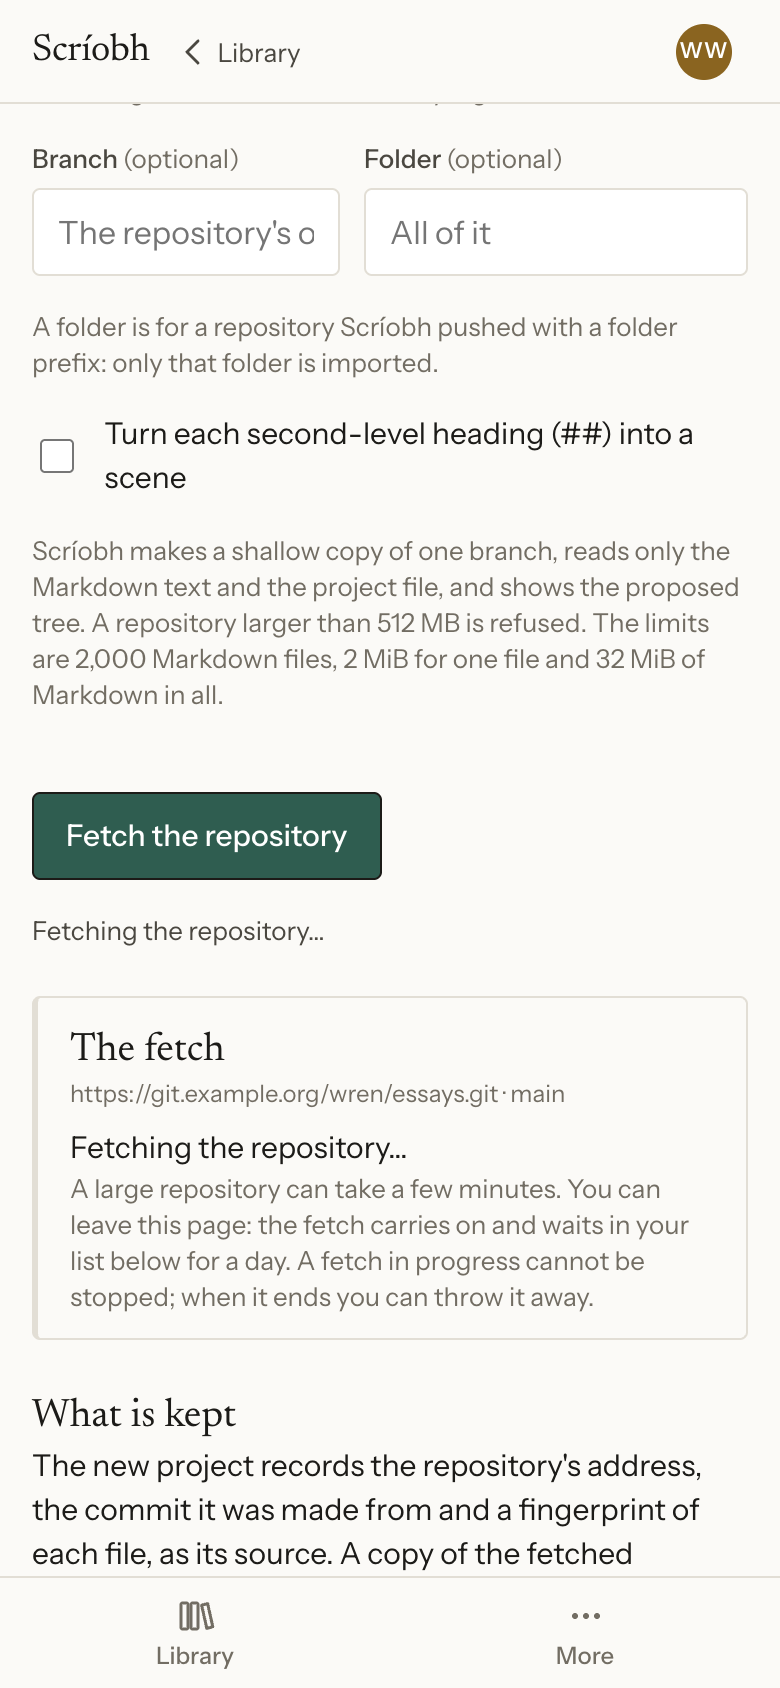 Scríobh
Library
WW
Branch (optional)
Folder (optional)
The repository's o
All of it
A folder is for a repository Scríobh pushed with a folder
prefix: only that folder is imported.
Turn each second-level heading (##) into a
scene
Scríobh makes a shallow copy of one branch, reads only the
Markdown text and the project file, and shows the proposed
tree. A repository larger than 512 MB is refused. The limits
are 2,000 Markdown files, 2 MiB for one file and 32 MiB of
Markdown in all.
Fetch the repository
Fetching the repository...
The fetch
https://git.example.org/wren/essays.git · main
Fetching the repository...
A large repository can take a few minutes. You can
leave this page: the fetch carries on and waits in your
list below for a day. A fetch in progress cannot be
stopped; when it ends you can throw it away.
What is kept
The new project records the repository's address,
the commit it was made from and a fingerprint of
each file, as its source. A copy of the fetched
Library
More